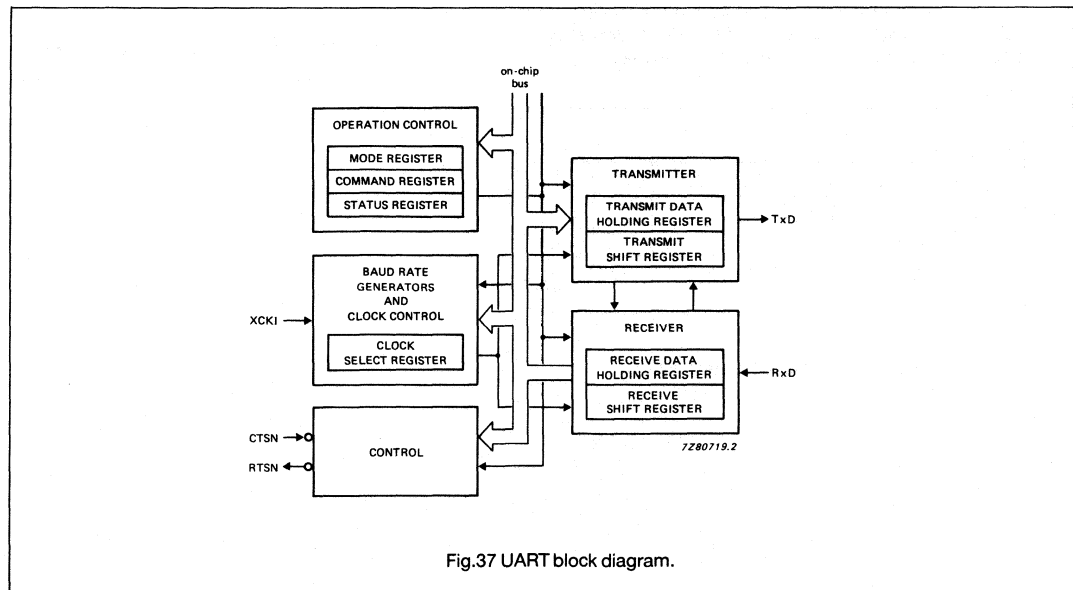 on-chip
bus
OPERATION CONTROL
MODE REGISTER
COMMAND REGISTER
STATUS REGISTER
TRANSMITTER
TRANSMIT DATA
HOLDING REGISTER
TRANSMIT
SHIFT REGISTER
TxD
BAUD RATE
GENERATORS
AND
CLOCK CONTROL
XCKI
CLOCK
SELECT REGISTER
RECEIVER
RECEIVE DATA
HOLDING REGISTER
RECEIVE
SHIFT REGISTER
RxD
CTSN
RTSN
CONTROL
7Z80719.2
Fig.37 UART block diagram.